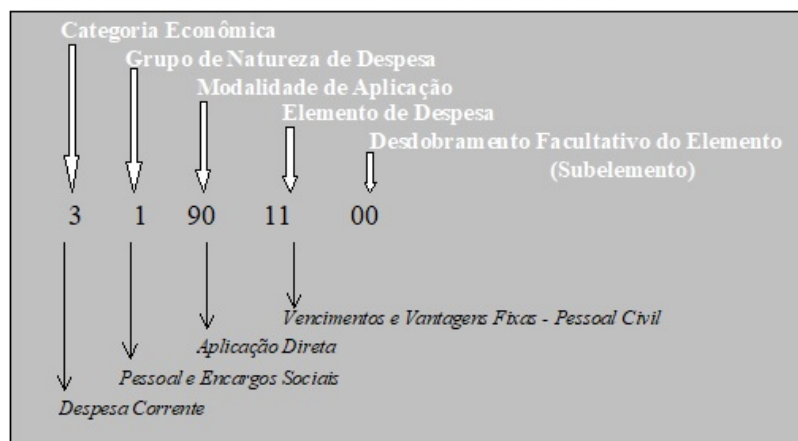 Categoria Econômica
Grupo de Natureza de Despesa
Modalidade de Aplicação
Elemento de Despesa
Desdobramento Facultativo do Elemento
(Subelemento)
3 1 90 11 00
Vencimentos e Vantagens Fixas - Pessoal Civil
Aplicação Direta
Pessoal e Encargos Sociais
Despesa Corrente